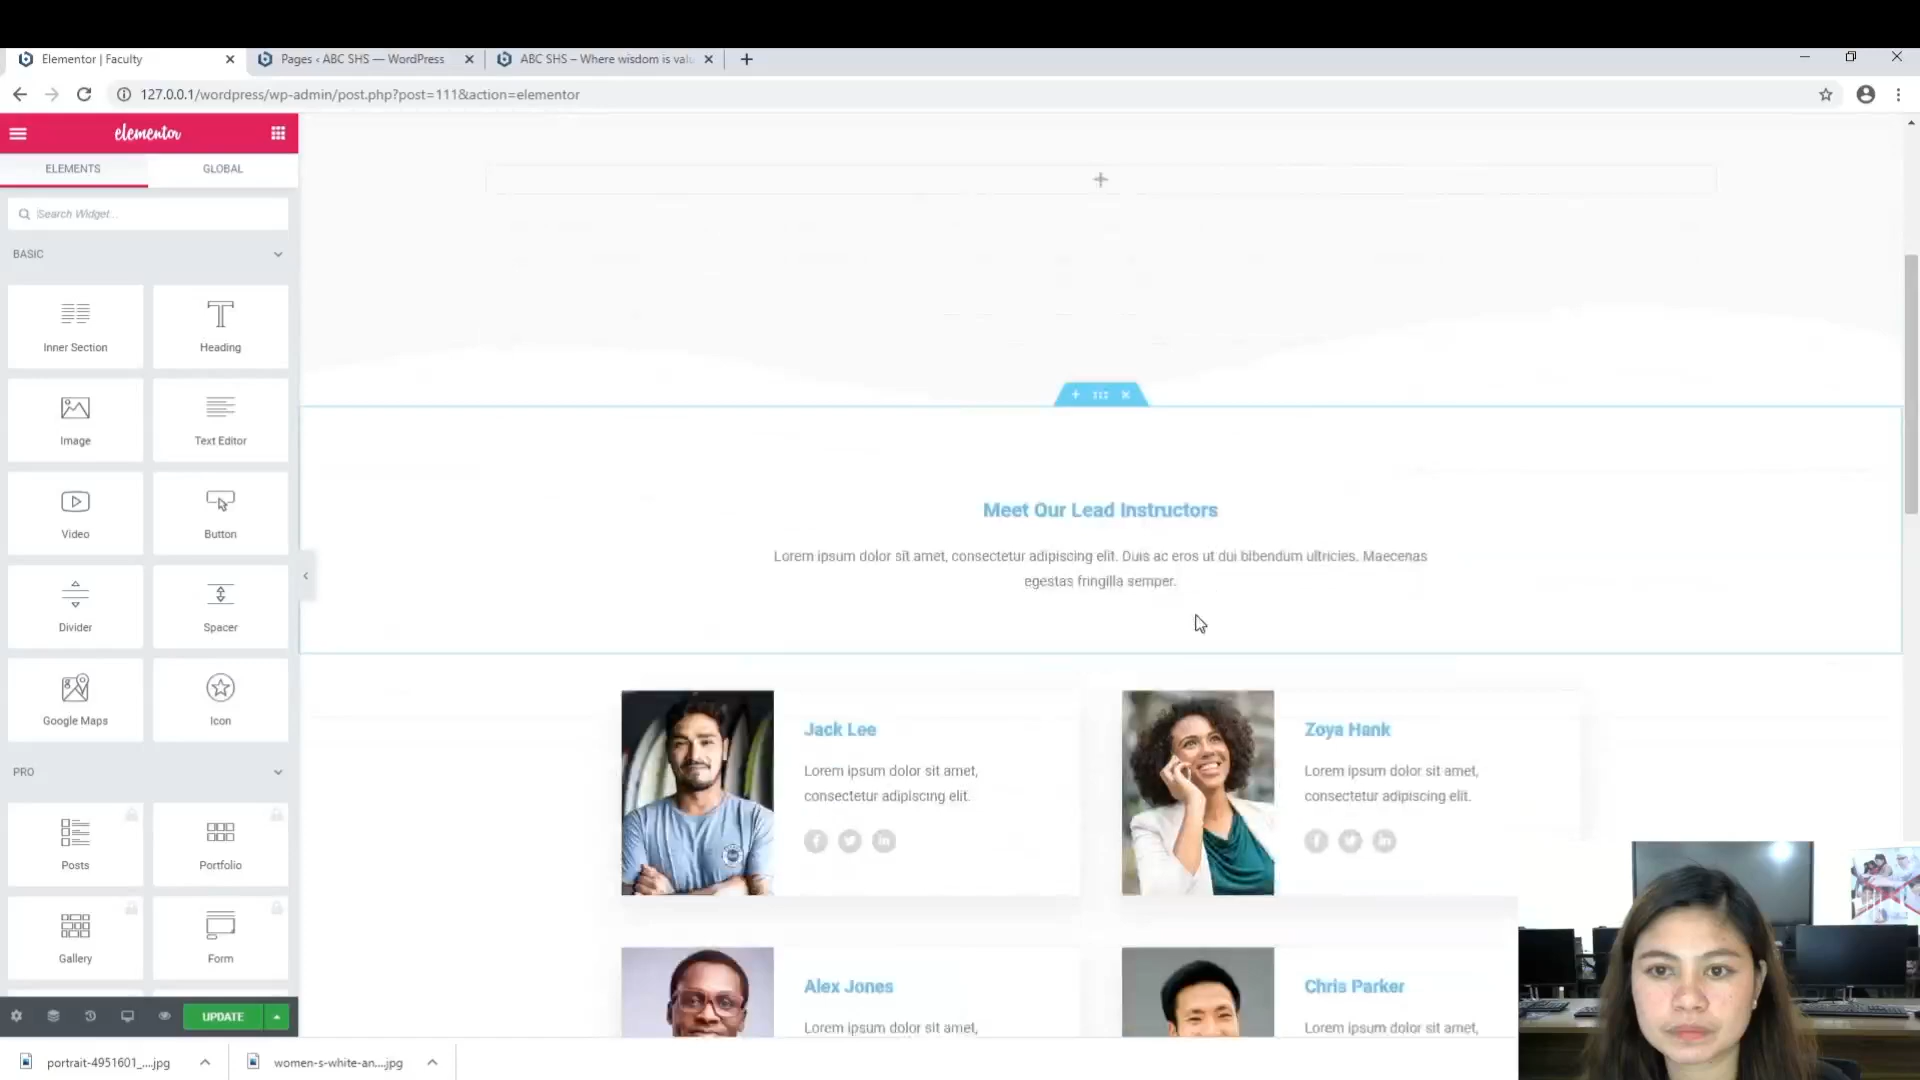 Elementor | Faculty
Pages ‹ ABC SHS — WordPress
ABC SHS – Where wisdom is valu
127.0.0.1/wordpress/wp-admin/post.php?post=111&action=elementor
elementor
ELEMENTS
GLOBAL
Search Widget...
BASIC
Inner Section
Heading
Image
Text Editor
Video
Button
Divider
Spacer
Google Maps
Icon
PRO
Posts
Portfolio
Gallery
Form
UPDATE
Meet Our Lead Instructors
Lorem ipsum dolor sit amet, consectetur adipiscing elit. Duis ac eros ut dui bibendum ultricies. Maecenas
egestas fringilla semper.
Jack Lee
Lorem ipsum dolor sit amet,
consectetur adipiscing elit.
Zoya Hank
Lorem ipsum dolor sit amet,
consectetur adipiscing elit.
Alex Jones
Lorem ipsum dolor sit amet,
Chris Parker
Lorem ipsum dolor sit amet,
portrait-4951601_....jpg
women-s-white-an....jpg